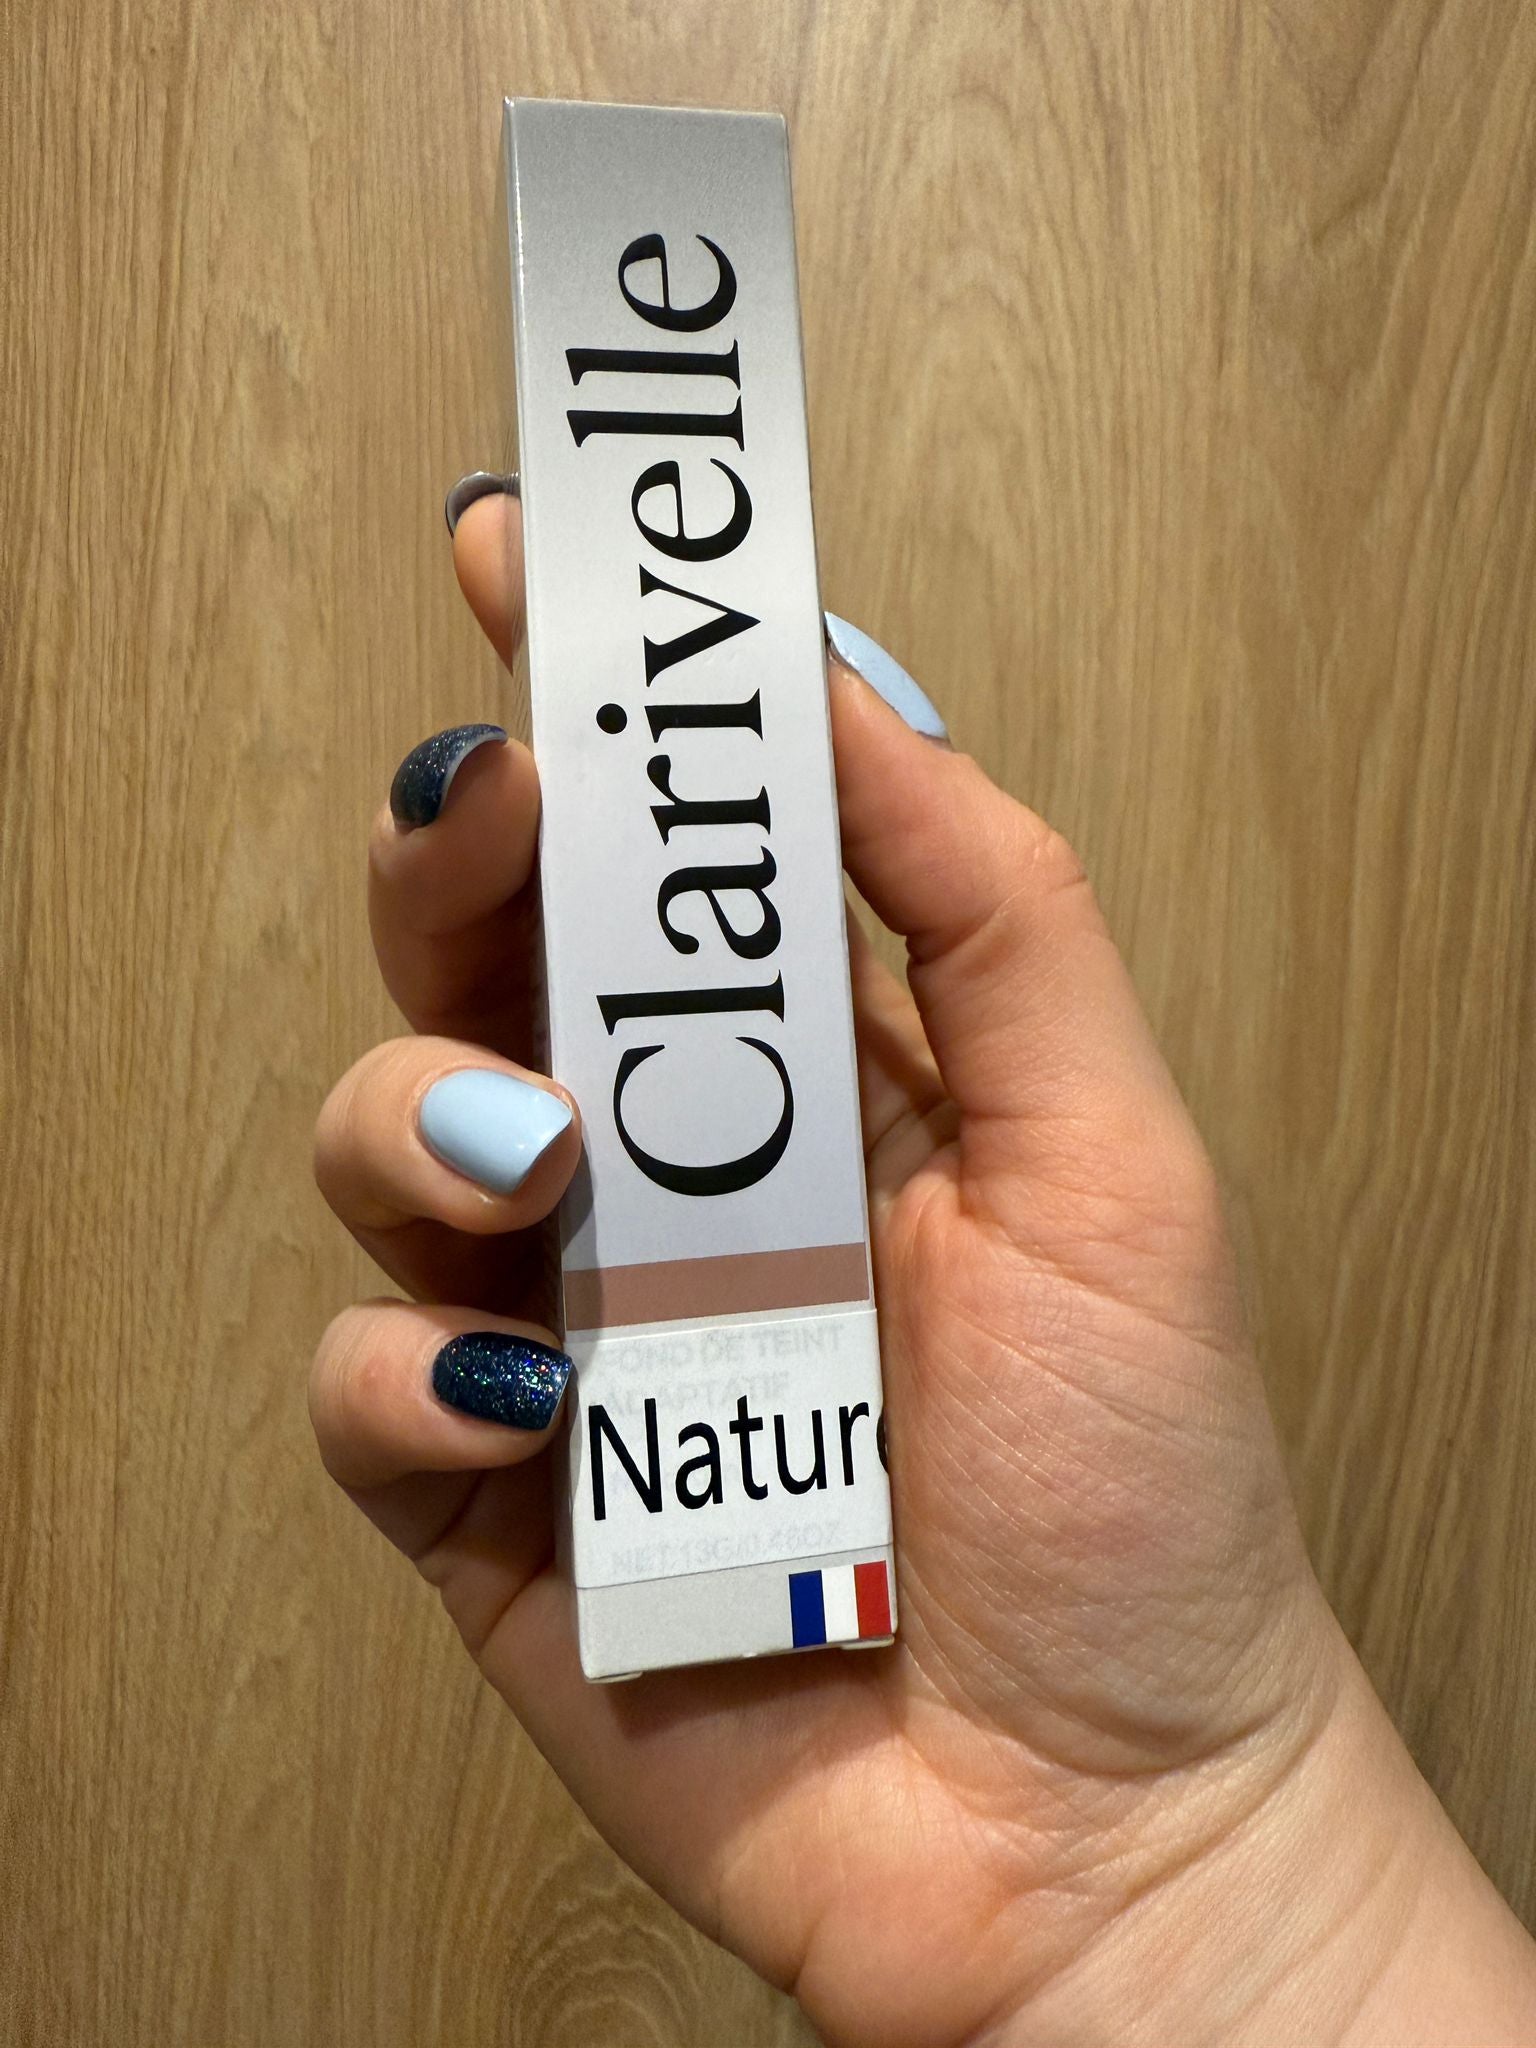 Clarivelle
FOND DE TEINT
ADAPTATIF
Nature
NET:13G/0.46OZ